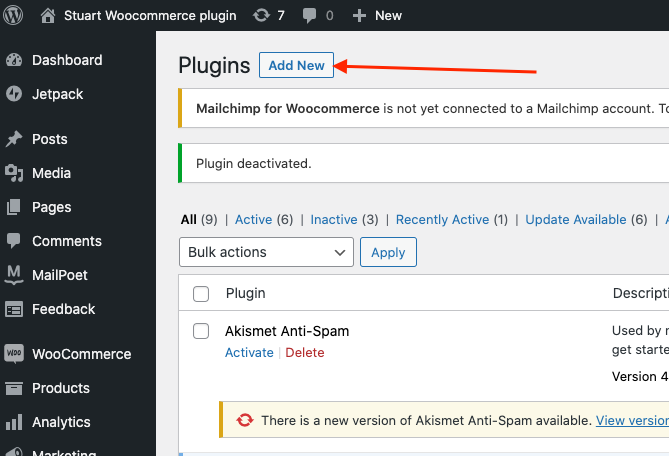 Stuart Woocommerce plugin 7 0 New
Dashboard
Jetpack
Posts
Media
Pages
Comments
MailPoet
Feedback
WooCommerce
Products
Analytics
Marketing
Plugins Add New
Mailchimp for Woocommerce is not yet connected to a Mailchimp account. To
Plugin deactivated.
All (9) | Active (6) | Inactive (3) | Recently Active (1) | Update Available (6) |
Bulk actions Apply
Plugin Descripti
Akismet Anti-Spam Used by
Activate | Delete get starte
Version 4
There is a new version of Akismet Anti-Spam available. View version